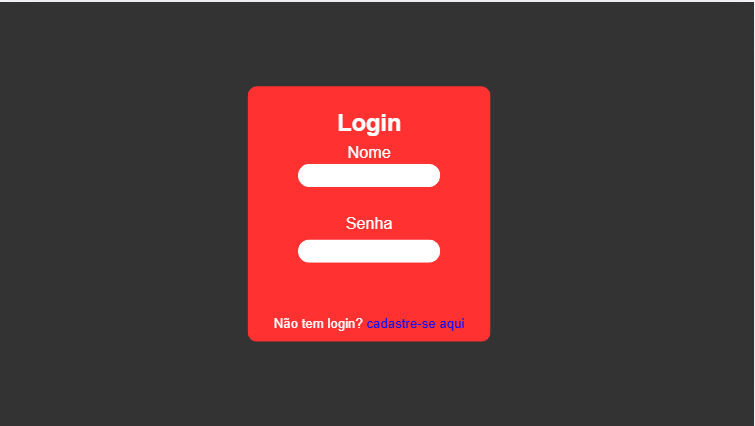 Login
Nome
Senha
Não tem login? cadastre-se aqui